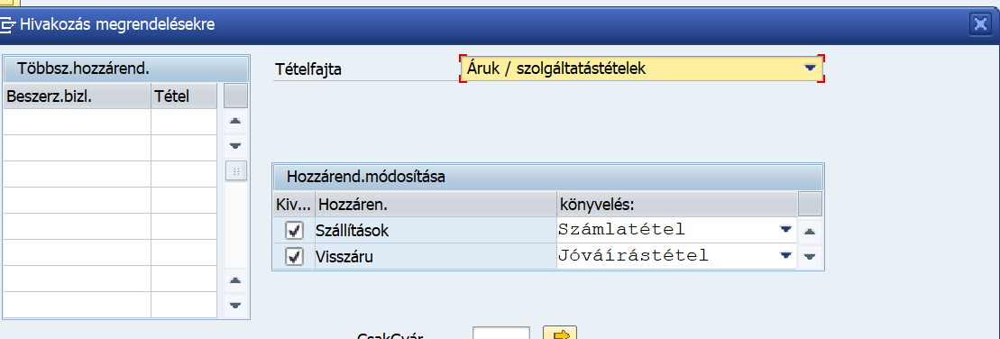 Hivakozás megrendelésekre
Többsz.hozzárend.
Beszerz.bizl. Tétel
Tételfajta Áruk / szolgáltatástételek
Hozzárend.módosítása
Kiv... Hozzáren. könyvelés:
Szállítások Számlatétel
Visszáru Jóváírástétel
CsakGyár